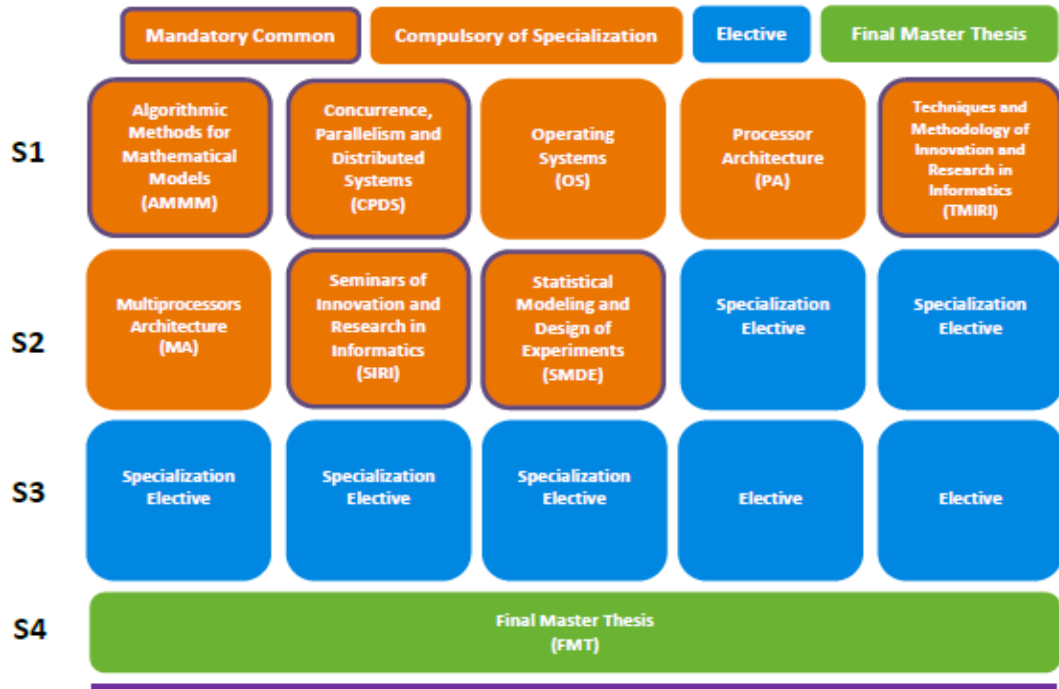 Mandatory Common
Compulsory of Specialization
Elective
Final Master Thesis
S1
Algorithmic
Methods for
Mathematical
Models
(AMMM)
Concurrence,
Parallelism and
Distributed
Systems
(CPDS)
Operating
Systems
(OS)
Processor
Architecture
(PA)
Techniques and
Methodology of
Innovation and
Research in
Informatics
(TMIRI)
S2
Multiprocessors
Architecture
(MA)
Seminars of
Innovation and
Research in
Informatics
(SIRI)
Statistical
Modeling and
Design of
Experiments
(SMDE)
Specialization
Elective
Specialization
Elective
S3
Specialization
Elective
Specialization
Elective
Specialization
Elective
Elective
Elective
S4
Final Master Thesis
(FMT)